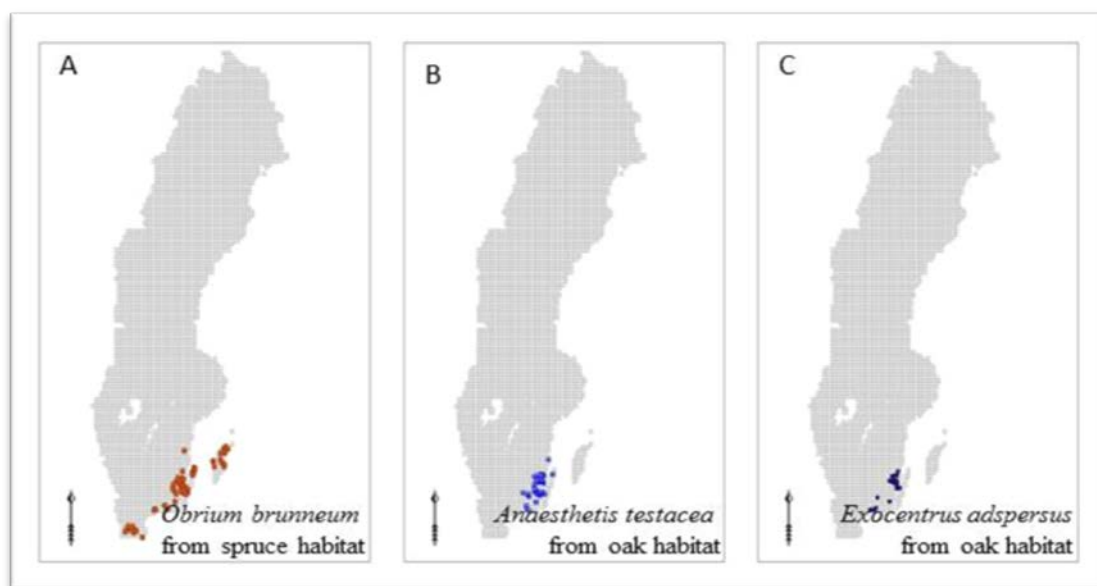 A
B
C
Obrium brunneum
from spruce habitat
Anaesthetis testacea
from oak habitat
Exocentrus adspersus
from oak habitat